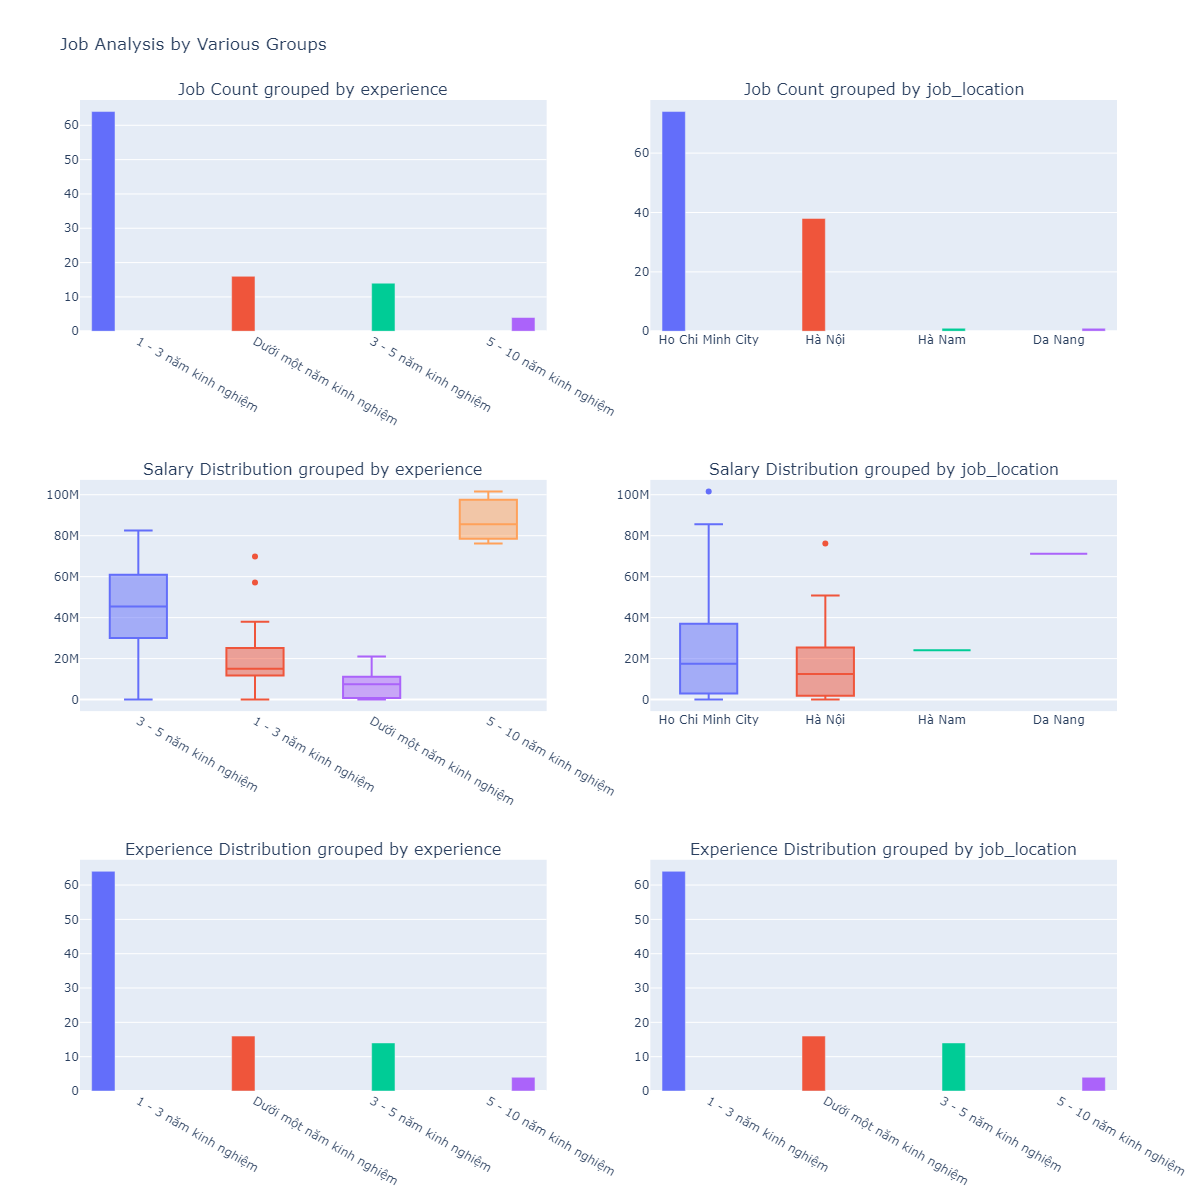 Job Analysis by Various Groups
Job Count grouped by experience
60
50
40
30
20
10
0
1 - 3 năm kinh nghiệm
Dưới một năm kinh nghiệm
3 - 5 năm kinh nghiệm
5 - 10 năm kinh nghiệm
Job Count grouped by job_location
60
40
20
0
Ho Chi Minh City
Hà Nội
Hà Nam
Da Nang
Salary Distribution grouped by experience
100M
80M
60M
40M
20M
0
3 - 5 năm kinh nghiệm
1 - 3 năm kinh nghiệm
Dưới một năm kinh nghiệm
5 - 10 năm kinh nghiệm
Salary Distribution grouped by job_location
100M
80M
60M
40M
20M
0
Ho Chi Minh City
Hà Nội
Hà Nam
Da Nang
Experience Distribution grouped by experience
60
50
40
30
20
10
0
1 - 3 năm kinh nghiệm
Dưới một năm kinh nghiệm
3 - 5 năm kinh nghiệm
5 - 10 năm kinh nghiệm
Experience Distribution grouped by job_location
60
50
40
30
20
10
0
1 - 3 năm kinh nghiệm
Dưới một năm kinh nghiệm
3 - 5 năm kinh nghiệm
5 - 10 năm kinh nghiệm